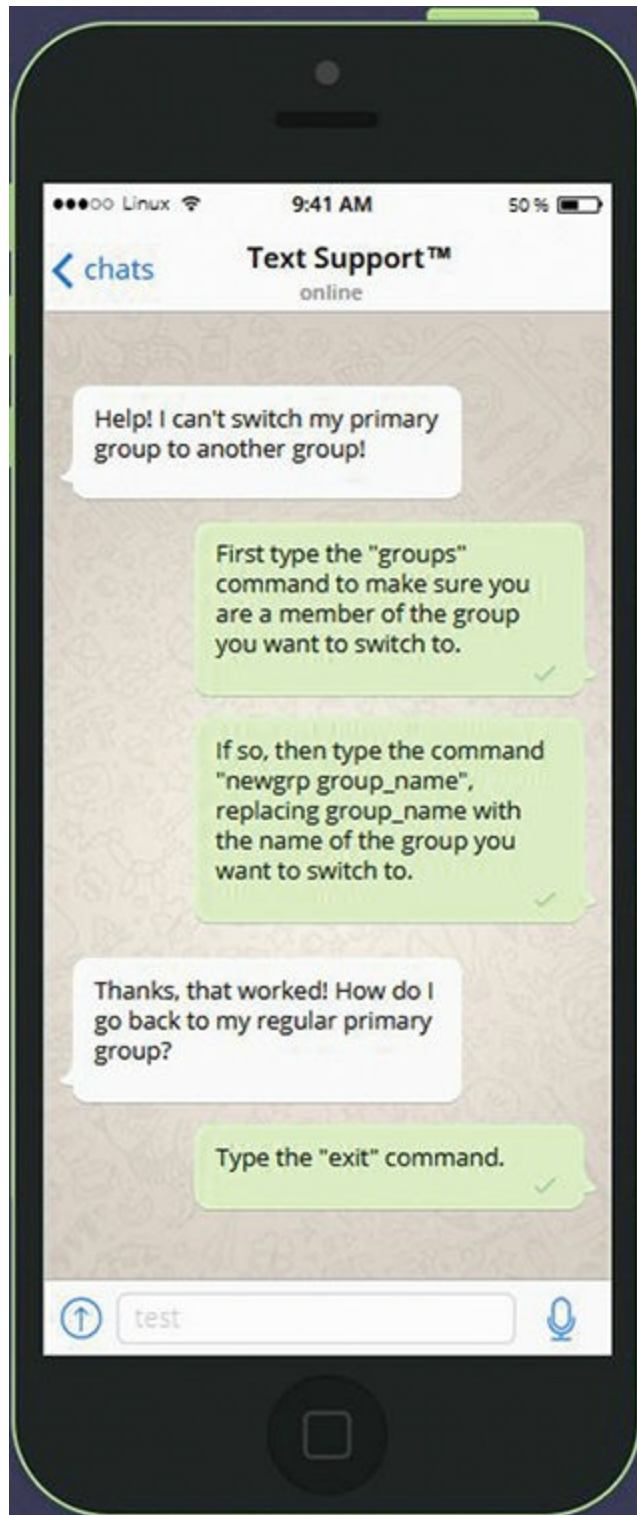 Linux 9:41 AM 50 %
chats Text Support™
online
Help! I can't switch my primary
group to another group!
First type the "groups"
command to make sure you
are a member of the group
you want to switch to.
If so, then type the command
"newgrp group_name",
replacing group_name with
the name of the group you
want to switch to.
Thanks, that worked! How do I
go back to my regular primary
group?
Type the "exit" command.
test